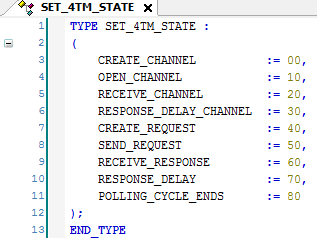 SET_4TM_STATE
1 TYPE SET_4TM_STATE :
2 (
3 CREATE_CHANNEL := 00,
4 OPEN_CHANNEL := 10,
5 RECEIVE_CHANNEL := 20,
6 RESPONSE_DELAY_CHANNEL := 30,
7 CREATE_REQUEST := 40,
8 SEND_REQUEST := 50,
9 RECEIVE_RESPONSE := 60,
10 RESPONSE_DELAY := 70,
11 POLLING_CYCLE_ENDS := 80
12 );
13 END_TYPE